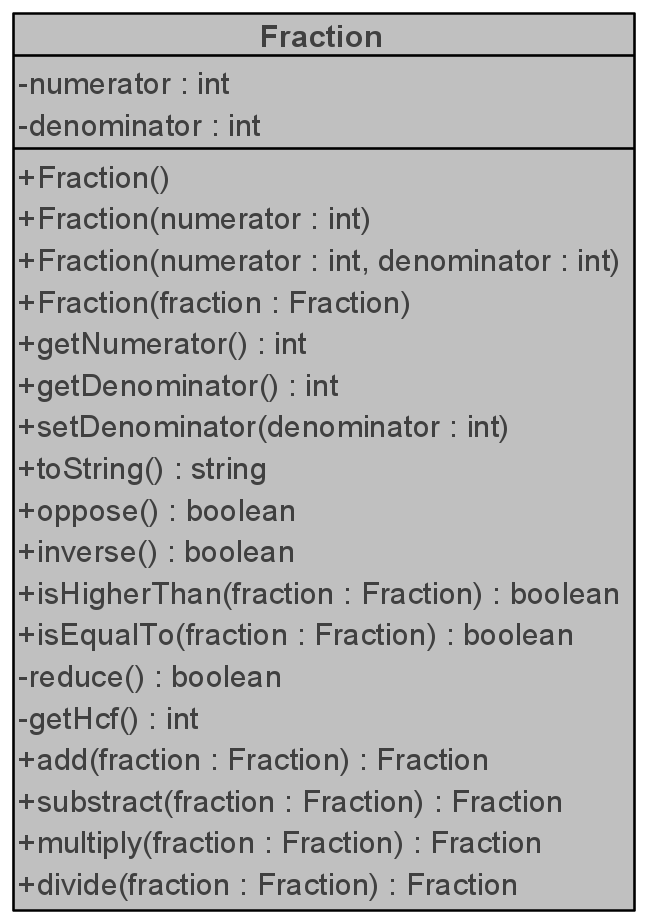 Fraction
-numerator : int
-denominator : int
+Fraction()
+Fraction(numerator : int)
+Fraction(numerator : int, denominator : int)
+Fraction(fraction : Fraction)
+getNumerator() : int
+getDenominator() : int
+setDenominator(denominator : int)
+toString() : string
+oppose() : boolean
+inverse() : boolean
+isHigherThan(fraction : Fraction) : boolean
+isEqualTo(fraction : Fraction) : boolean
-reduce() : boolean
-getHcf() : int
+add(fraction : Fraction) : Fraction
+substract(fraction : Fraction) : Fraction
+multiply(fraction : Fraction) : Fraction
+divide(fraction : Fraction) : Fraction